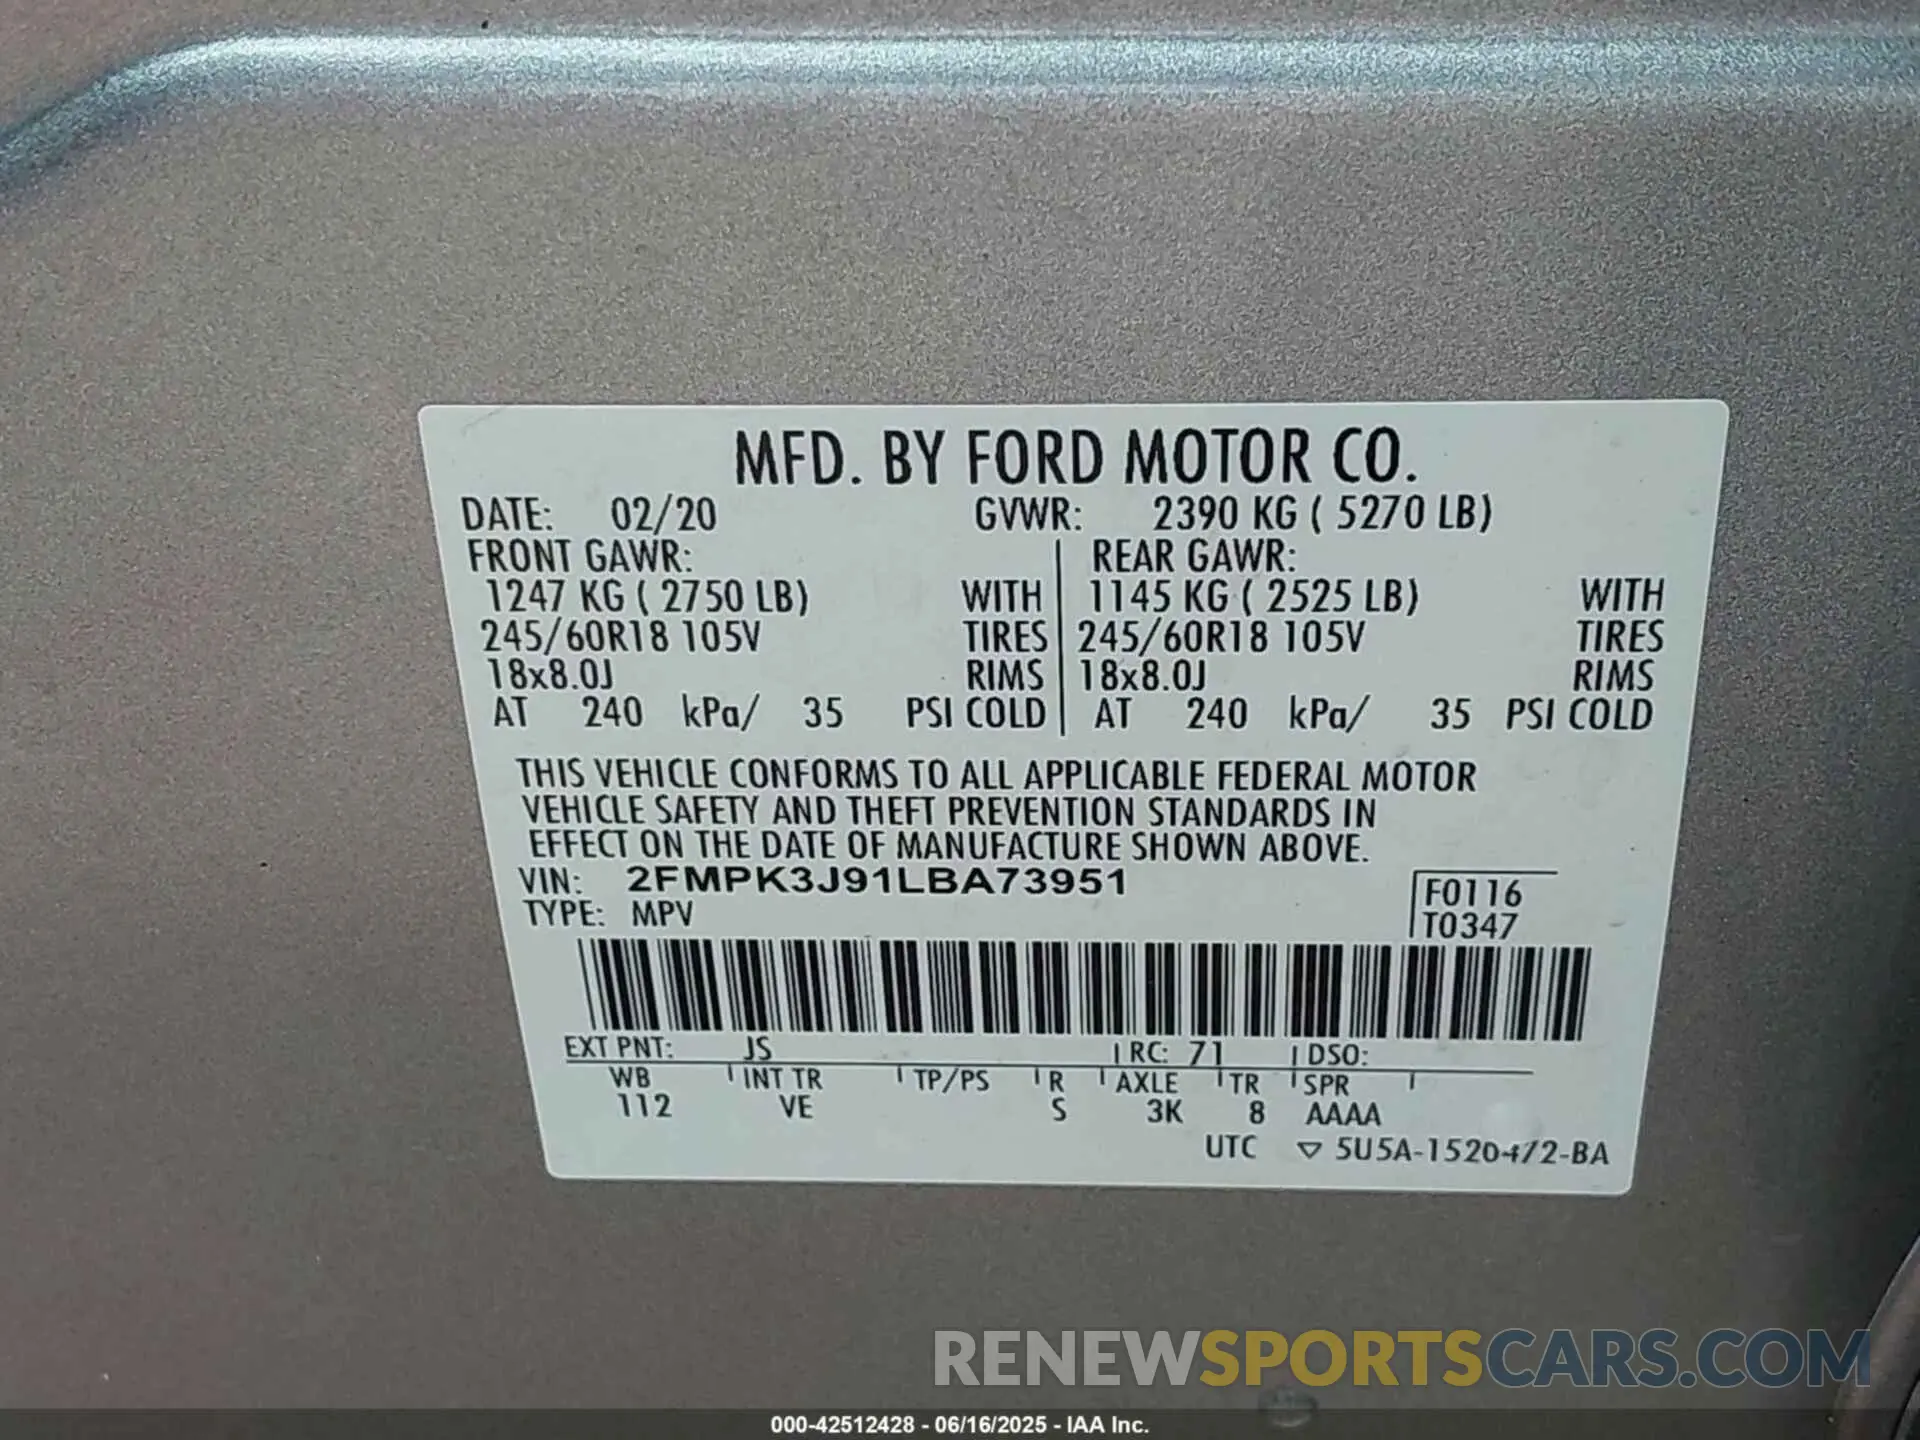 MFD. BY FORD MOTOR CO.
DATE: 02/20 GVWR: 2390 KG ( 5270 LB)
FRONT GAWR: REAR GAWR:
1247 KG ( 2750 LB) WITH 1145 KG ( 2525 LB) WITH
245/60R18 105V TIRES 245/60R18 105V TIRES
18x8.0J RIMS 18x8.0J RIMS
AT 240 kPa/ 35 PSI COLD AT 240 kPa/ 35 PSI COLD
THIS VEHICLE CONFORMS TO ALL APPLICABLE FEDERAL MOTOR
VEHICLE SAFETY AND THEFT PREVENTION STANDARDS IN
EFFECT ON THE DATE OF MANUFACTURE SHOWN ABOVE.
VIN: 2FMPK3J91LBA73951 F0116
TYPE: MPV T0347
EXT PNT: JS RC: 71 DSO:
WB INT TR TP/PS R AXLE TR SPR
112 VE S 3K 8 AAAA
UTC ▽ 5U5A-1520472-BA
RENEWSPORTSCARS.COM
000-42512428 - 06/16/2025 - IAA Inc.